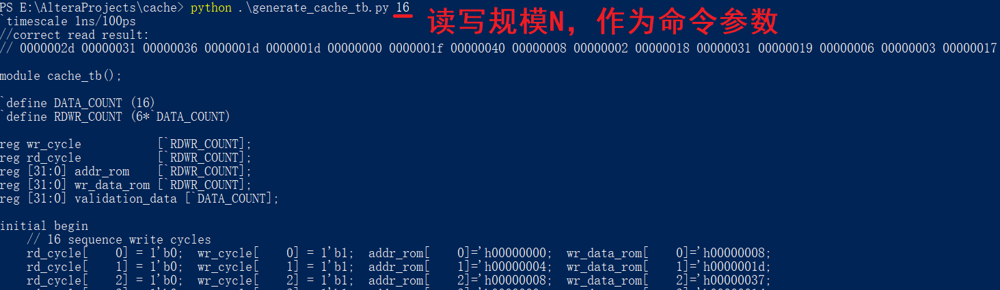 PS E:\AlteraProjects\cache> python .\generate_cache_tb.py 16
`timescale 1ns/100ps
读写规模N，作为命令参数
//correct read result:
// 0000002d 00000031 00000036 0000001d 0000001d 00000000 0000001f 00000040 00000008 00000002 00000018 00000031 00000019 00000006 00000003 00000017
module cache_tb();
`define DATA_COUNT (16)
`define RDWR_COUNT (6*`DATA_COUNT)
reg wr_cycle [`RDWR_COUNT];
reg rd_cycle [`RDWR_COUNT];
reg [31:0] addr_rom [`RDWR_COUNT];
reg [31:0] wr_data_rom [`RDWR_COUNT];
reg [31:0] validation_data [`DATA_COUNT];
initial begin
// 16 sequence write cycles
rd_cycle[ 0] = 1'b0; wr_cycle[ 0] = 1'b1; addr_rom[ 0]='h00000000; wr_data_rom[ 0]='h00000008;
rd_cycle[ 1] = 1'b0; wr_cycle[ 1] = 1'b1; addr_rom[ 1]='h00000004; wr_data_rom[ 1]='h0000001d;
rd_cycle[ 2] = 1'b0; wr_cycle[ 2] = 1'b1; addr_rom[ 2]='h00000008; wr_data_rom[ 2]='h00000037;